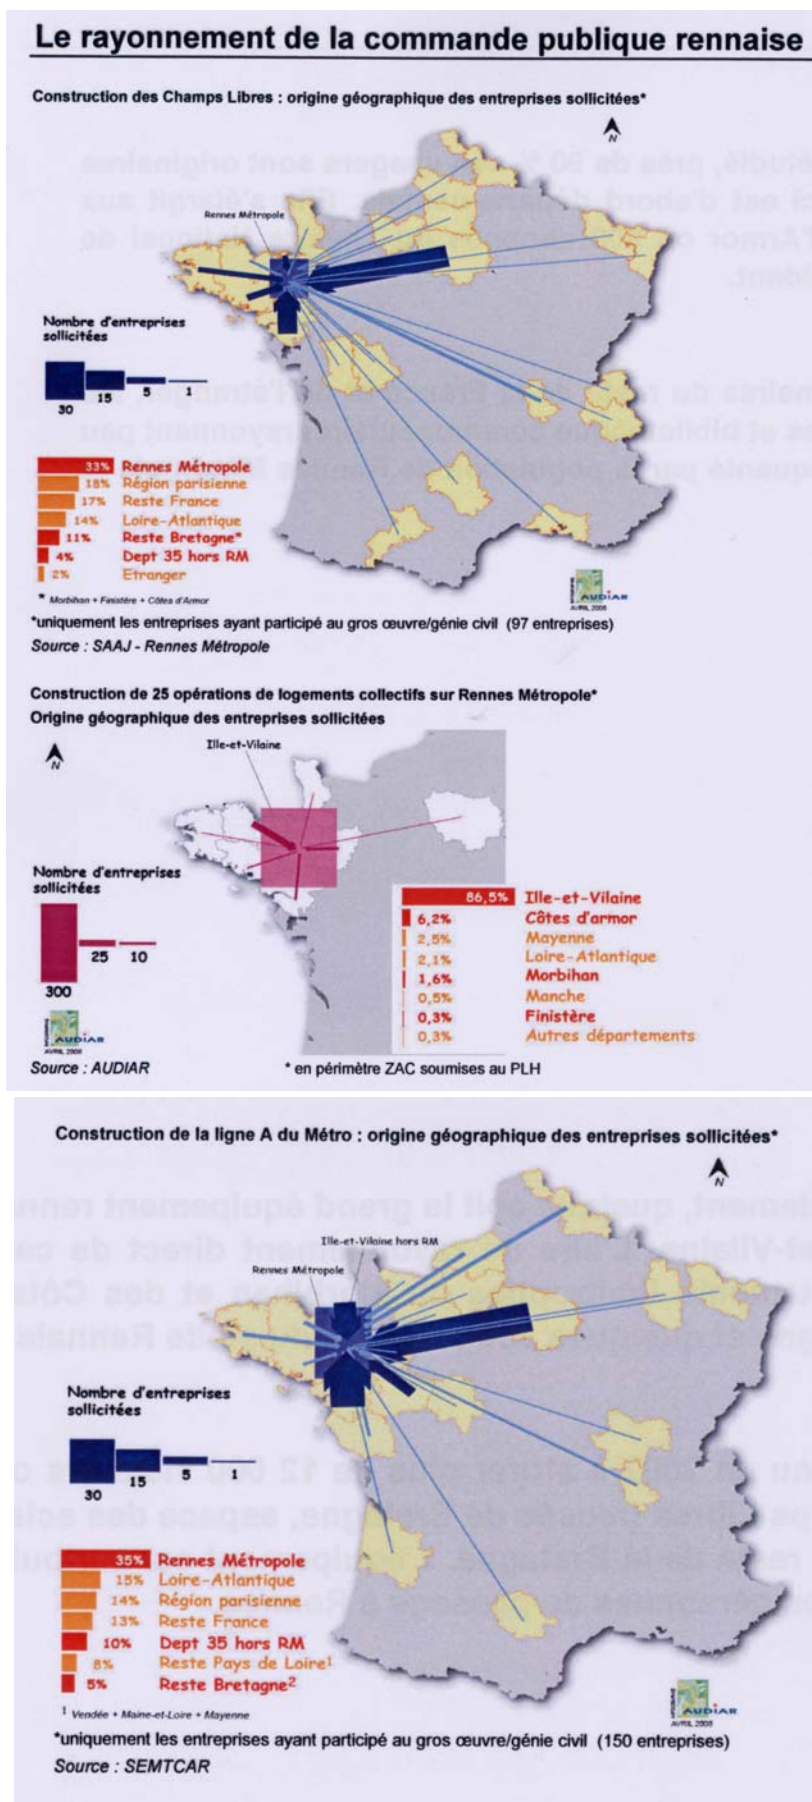 Le rayonnement de la commande publique rennaise
Construction des Champs Libres : origine géographique des entreprises sollicitées*
N
Rennes Métropole
Nombre d'entreprises
sollicitées
30 15 5 1
33% Rennes Métropole
18% Région parisienne
17% Reste France
14% Loire-Atlantique
11% Reste Bretagne*
4% Dept 35 hors RM
2% Etranger
* Morbihan + Finistère + Côtes d'Armor
AUDIAR
AVRIL 2008
*uniquement les entreprises ayant participé au gros œuvre/génie civil (97 entreprises)
Source : SAAJ - Rennes Métropole
Construction de 25 opérations de logements collectifs sur Rennes Métropole*
Origine géographique des entreprises sollicitées
N
Ille-et-Vilaine
Nombre d'entreprises
sollicitées
300 25 10
86,5% Ille-et-Vilaine
6,2% Côtes d'armor
2,5% Mayenne
2,1% Loire-Atlantique
1,6% Morbihan
0,5% Manche
0,3% Finistère
0,3% Autres départements
AUDIAR
AVRIL 2008
Source : AUDIAR
* en périmètre ZAC soumises au PLH
Construction de la ligne A du Métro : origine géographique des entreprises sollicitées*
N
Ille-et-Vilaine hors RM
Rennes Métropole
Nombre d'entreprises
sollicitées
30 15 5 1
35% Rennes Métropole
15% Loire-Atlantique
14% Région parisienne
13% Reste France
10% Dept 35 hors RM
8% Reste Pays de Loire1
5% Reste Bretagne2
1 Vendée + Maine-et-Loire + Mayenne
AUDIAR
AVRIL 2008
*uniquement les entreprises ayant participé au gros œuvre/génie civil (150 entreprises)
Source : SEMTCAR